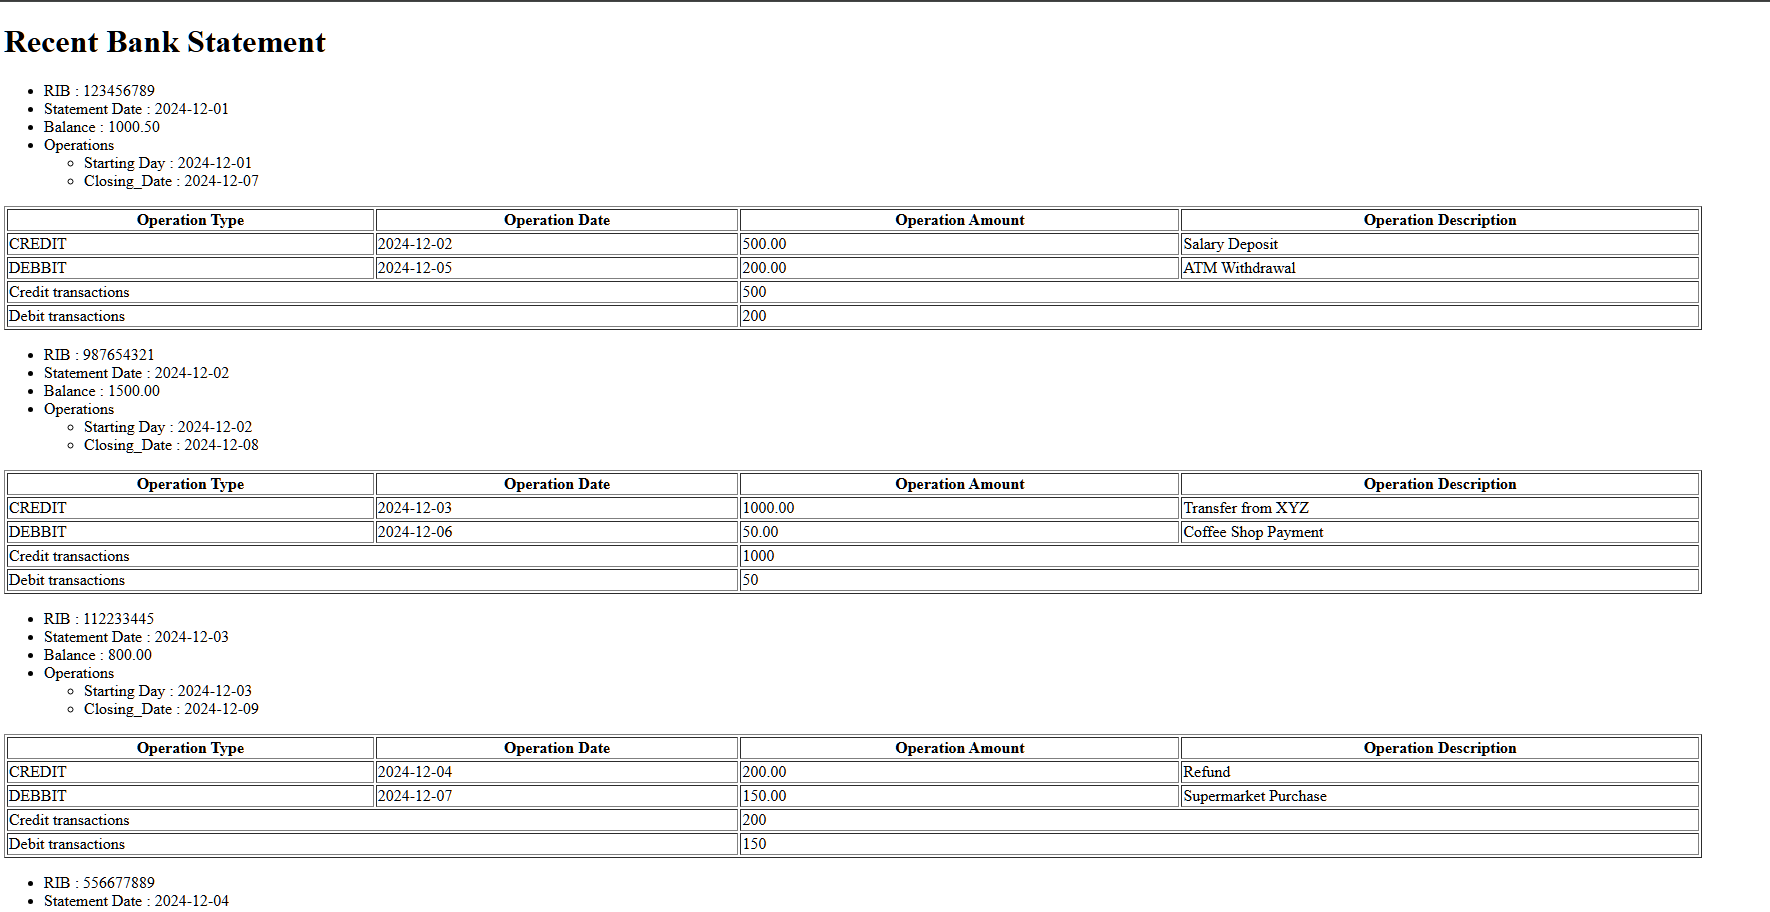 Recent Bank Statement
RIB : 123456789
Statement Date : 2024-12-01
Balance : 1000.50
Operations
Starting Day : 2024-12-01
Closing_Date : 2024-12-07
Operation Type Operation Date Operation Amount Operation Description
CREDIT 2024-12-02 500.00 Salary Deposit
DEBBIT 2024-12-05 200.00 ATM Withdrawal
Credit transactions 500
Debit transactions 200
RIB : 987654321
Statement Date : 2024-12-02
Balance : 1500.00
Operations
Starting Day : 2024-12-02
Closing_Date : 2024-12-08
Operation Type Operation Date Operation Amount Operation Description
CREDIT 2024-12-03 1000.00 Transfer from XYZ
DEBBIT 2024-12-06 50.00 Coffee Shop Payment
Credit transactions 1000
Debit transactions 50
RIB : 112233445
Statement Date : 2024-12-03
Balance : 800.00
Operations
Starting Day : 2024-12-03
Closing_Date : 2024-12-09
Operation Type Operation Date Operation Amount Operation Description
CREDIT 2024-12-04 200.00 Refund
DEBBIT 2024-12-07 150.00 Supermarket Purchase
Credit transactions 200
Debit transactions 150
RIB : 556677889
Statement Date : 2024-12-04